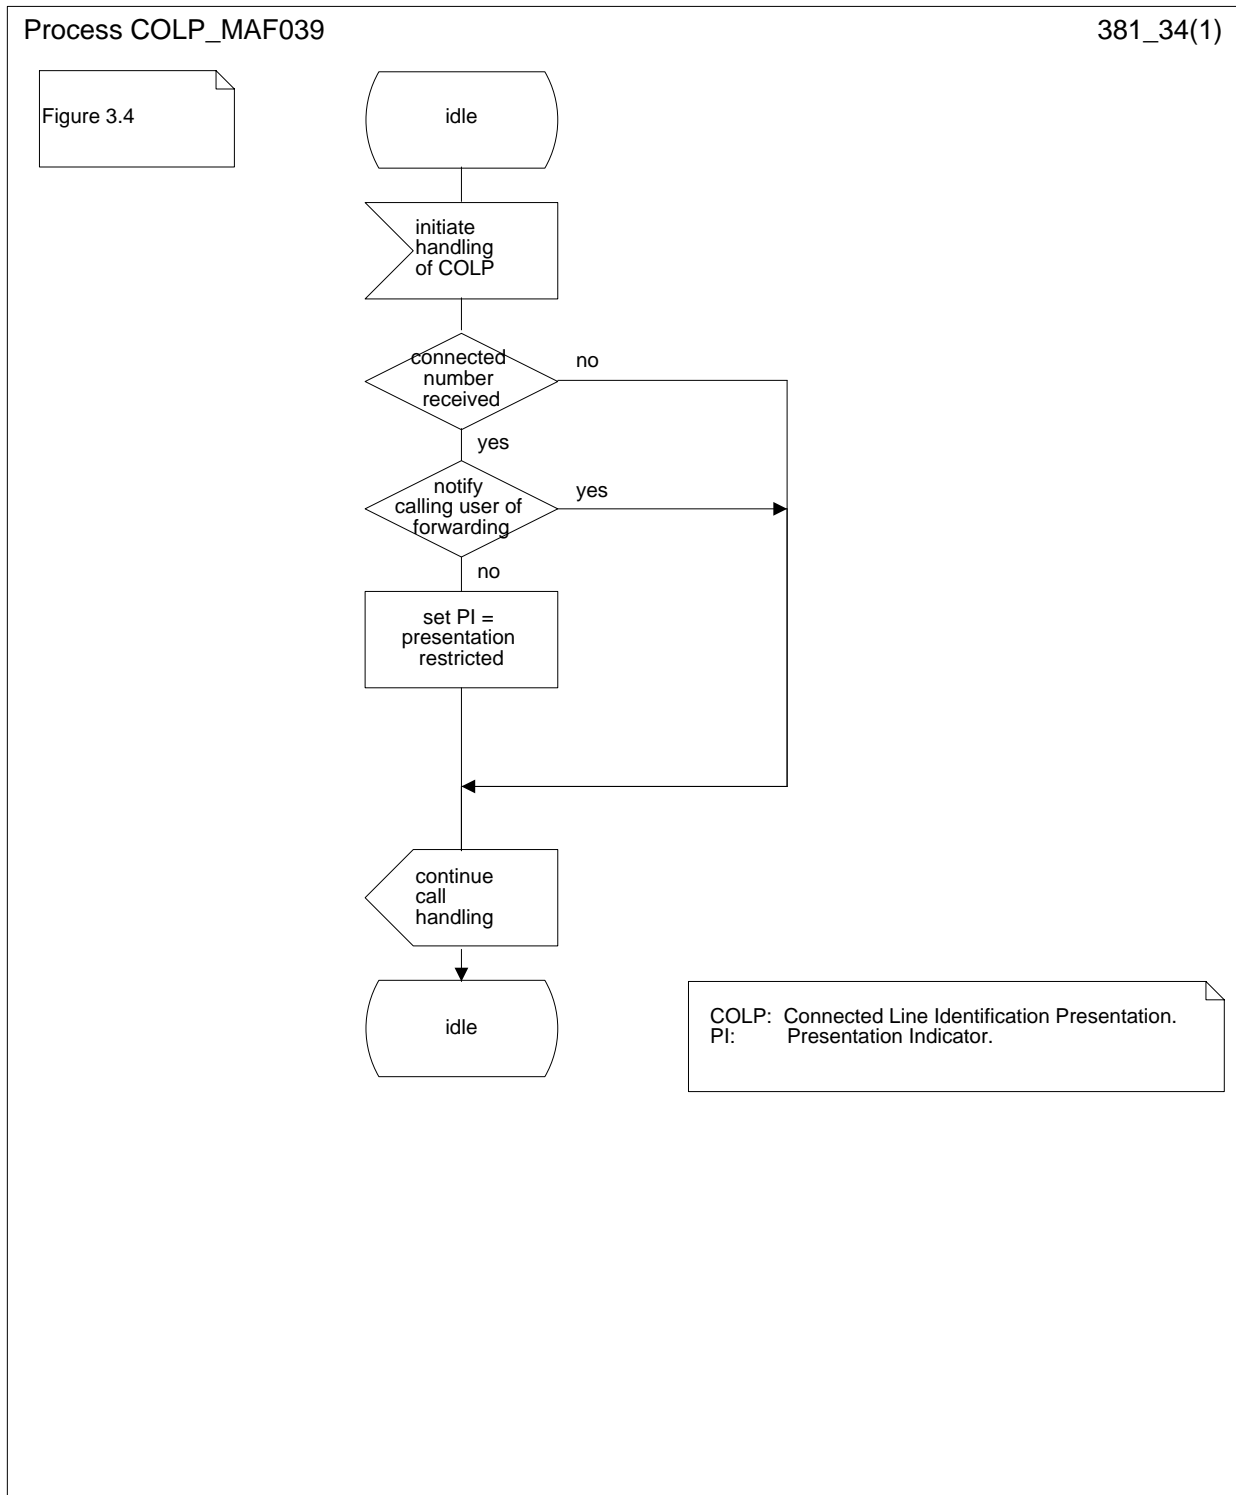 Process COLP_MAF039
381_34(1)
Figure 3.4
idle
initiate
handling
of COLP
connected
number
received
no
yes
notify
calling user of
forwarding
yes
no
set PI =
presentation
restricted
continue
call
handling
idle
COLP: Connected Line Identification Presentation.
PI: Presentation Indicator.